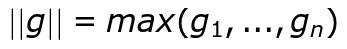 ||g|| = max(g₁, ..., gₙ)